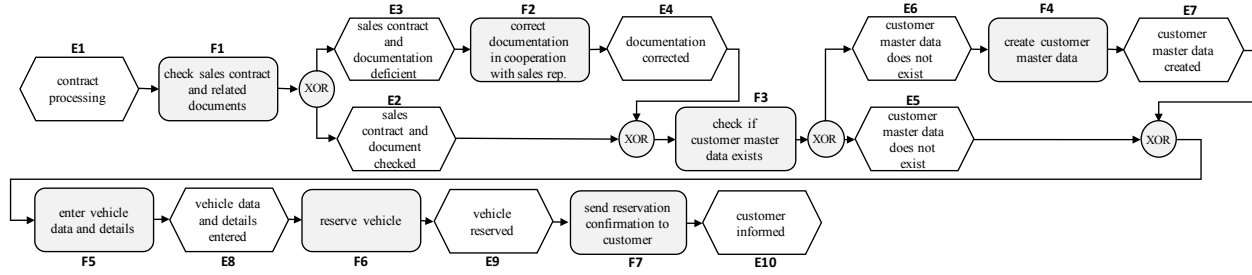 E1
contract
processing
F1
check sales contract
and related
documents
XOR
E3
sales contract
and
documentation
deficient
F2
correct
documentation
in cooperation
with sales rep.
E4
documentation
corrected
E2
sales
contract and
document
checked
XOR
F3
check if
customer master
data exists
XOR
E6
customer
master data
does not
exist
F4
create customer
master data
E7
customer
master data
created
E5
customer
master data
does not
exist
XOR
enter vehicle
data and details
F5
vehicle data
and details
entered
E8
reserve vehicle
F6
vehicle
reserved
E9
send reservation
confirmation to
customer
F7
customer
informed
E10